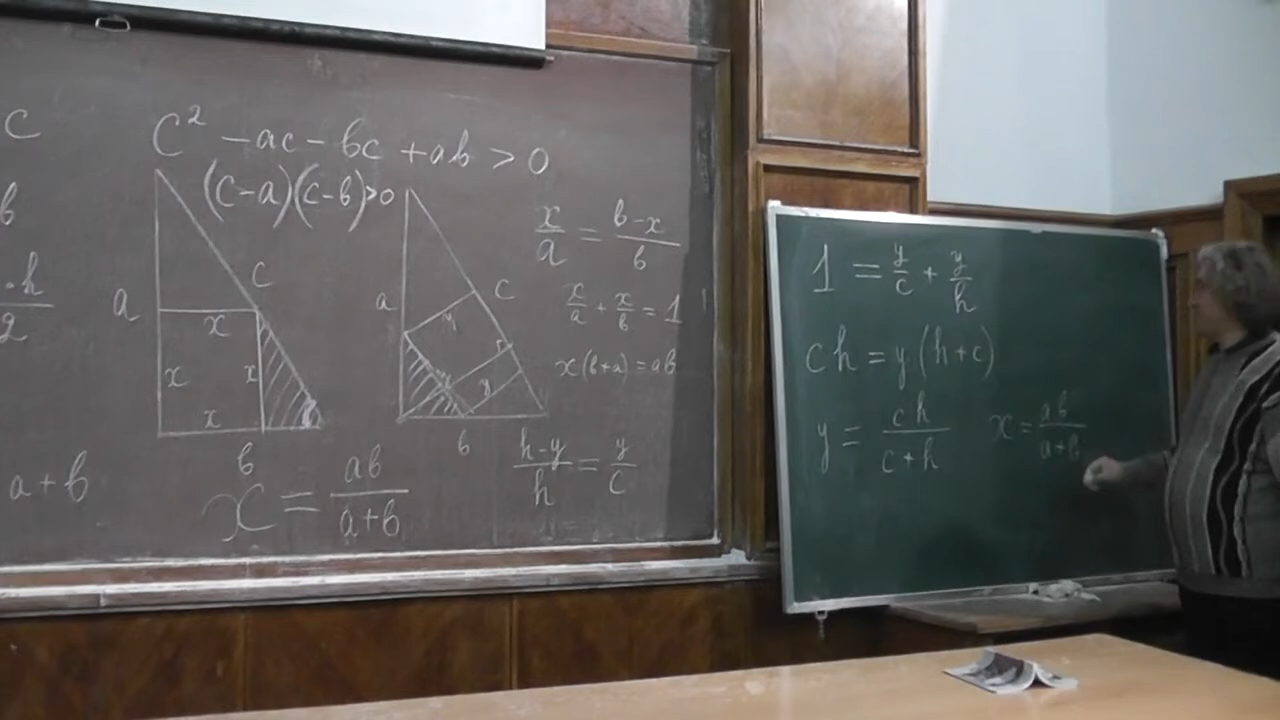 c
b
·h/2
a+b
c² − ac − bc + ab > 0
(c−a)(c−b)>0
a
c
x
x
x
x
b
x = ab/(a+b)
a
c
y
y
b
x/a = (b−x)/b
x/a + x/b = 1
x(b+a) = ab
(h−y)/h = y/c
1 = y/c + y/h
ch = y(h+c)
y = ch/(c+h) x = ab/(a+b)